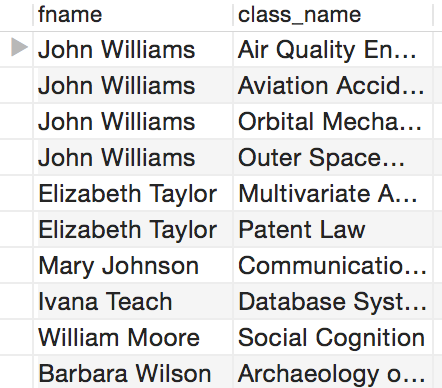 fname class_name
John Williams Air Quality En...
John Williams Aviation Accid...
John Williams Orbital Mecha...
John Williams Outer Space...
Elizabeth Taylor Multivariate A...
Elizabeth Taylor Patent Law
Mary Johnson Communicatio...
Ivana Teach Database Syst...
William Moore Social Cognition
Barbara Wilson Archaeology o...